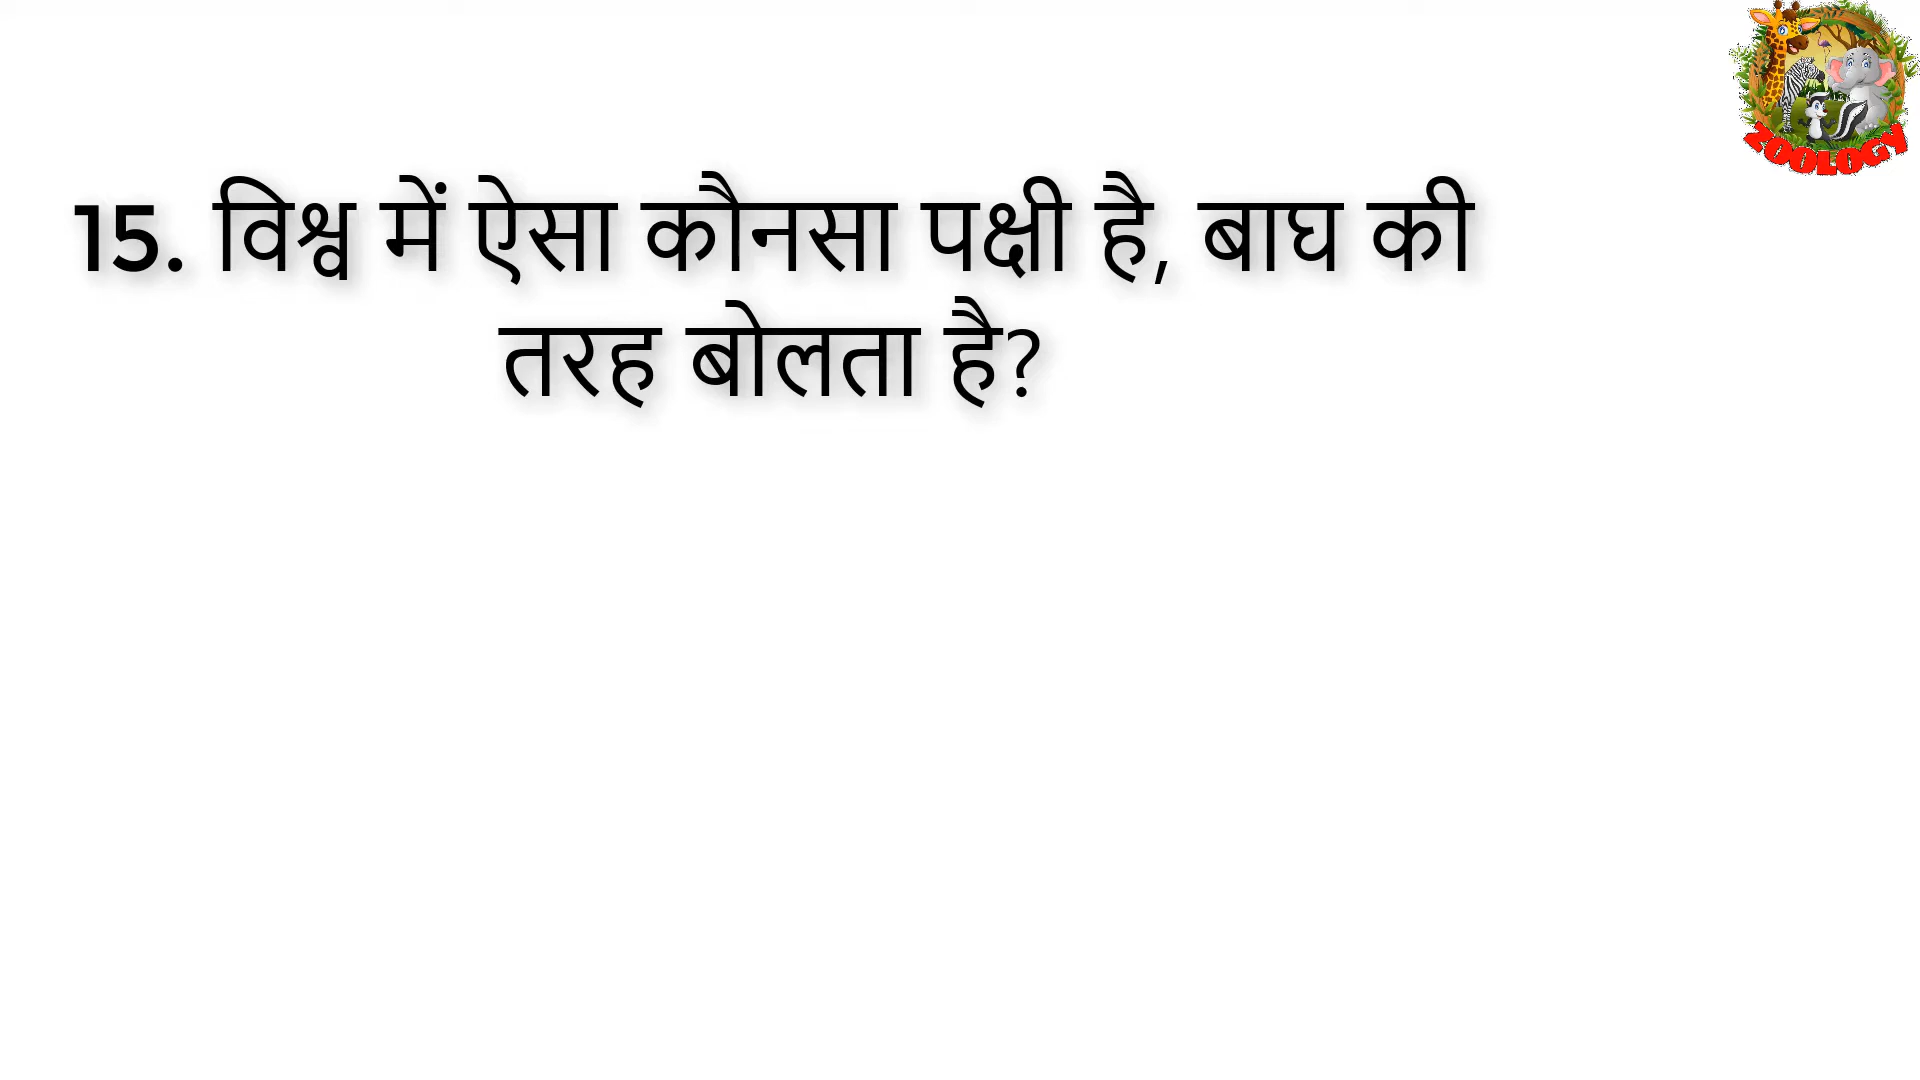 15. विश्व में ऐसा कौनसा पक्षी है, बाघ की
तरह बोलता है?
ZOOLOGY